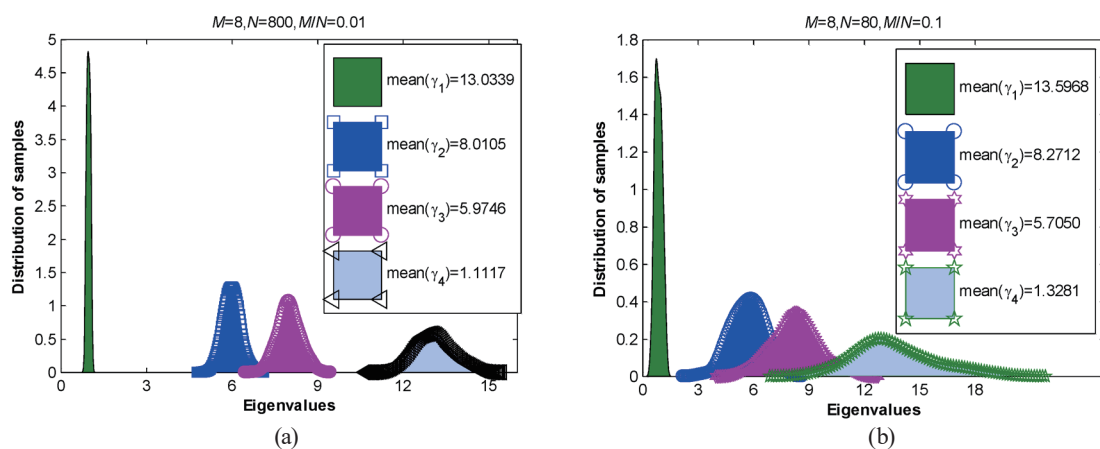 M=8,N=800,M/N=0.01
5
4.5
4
3.5
3
2.5
2
1.5
1
0.5
0
Distribution of samples
mean(γ1)=13.0339
mean(γ2)=8.0105
mean(γ3)=5.9746
mean(γ4)=1.1117
0 3 6 9 12 15
Eigenvalues
(a)
M=8,N=80,M/N=0.1
1.8
1.6
1.4
1.2
1
0.8
0.6
0.4
0.2
0
Distribution of samples
mean(γ1)=13.5968
mean(γ2)=8.2712
mean(γ3)=5.7050
mean(γ4)=1.3281
0 3 6 9 12 15 18
Eigenvalues
(b)